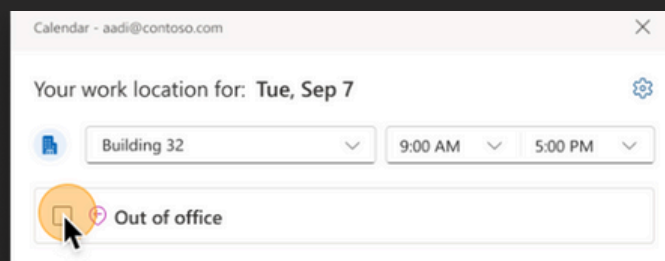 Calendar - aadi@contoso.com
Your work location for: Tue, Sep 7
Building 32 9:00 AM 5:00 PM
Out of office